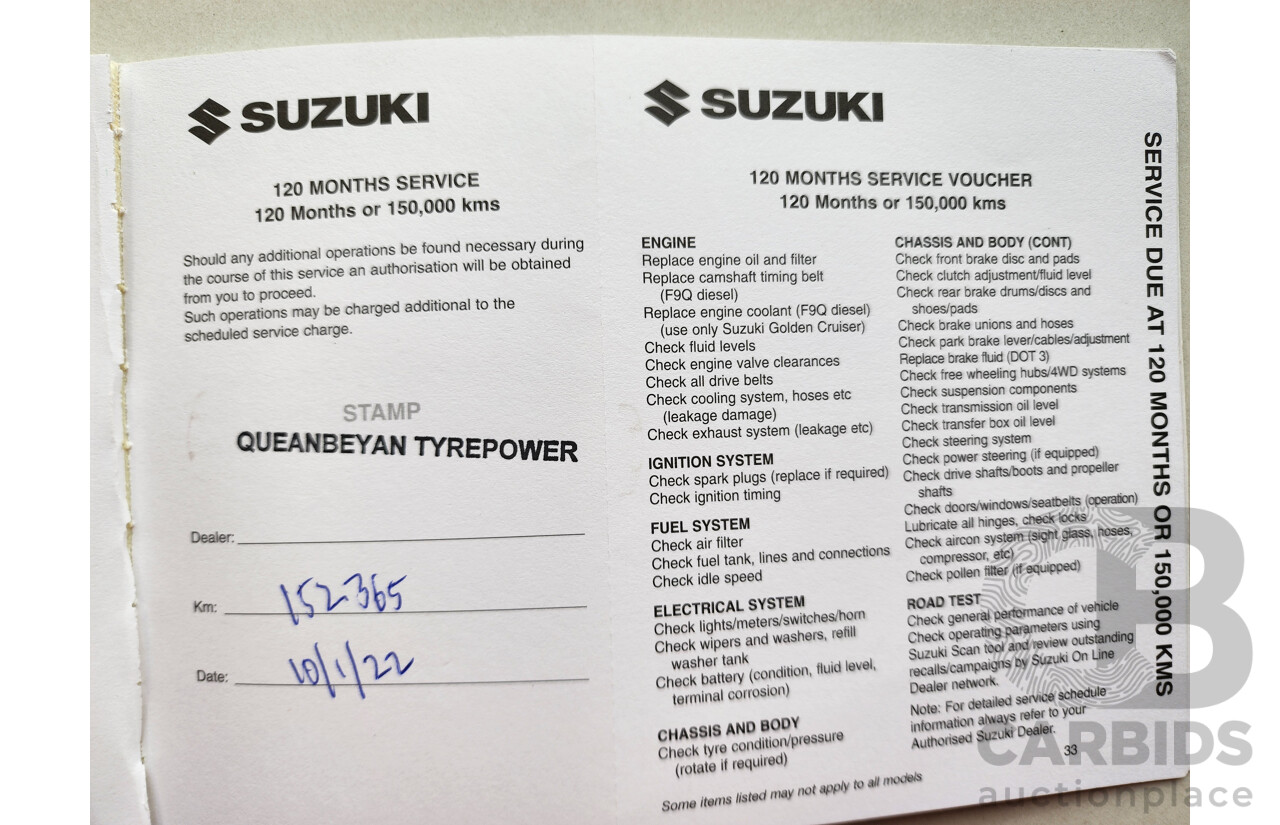 SUZUKI
120 MONTHS SERVICE
120 Months or 150,000 kms
Should any additional operations be found necessary during
the course of this service an authorisation will be obtained
from you to proceed.
Such operations may be charged additional to the
scheduled service charge.
STAMP
QUEANBEYAN TYREPOWER
Dealer:
Km: 152365
Date: 10/1/22
SUZUKI
120 MONTHS SERVICE VOUCHER
120 Months or 150,000 kms
ENGINE
Replace engine oil and filter
Replace camshaft timing belt
(F9Q diesel)
Replace engine coolant (F9Q diesel)
(use only Suzuki Golden Cruiser)
Check fluid levels
Check engine valve clearances
Check all drive belts
Check cooling system, hoses etc
(leakage damage)
Check exhaust system (leakage etc)
IGNITION SYSTEM
Check spark plugs (replace if required)
Check ignition timing
FUEL SYSTEM
Check air filter
Check fuel tank, lines and connections
Check idle speed
ELECTRICAL SYSTEM
Check lights/meters/switches/horn
Check wipers and washers, refill
washer tank
Check battery (condition, fluid level,
terminal corrosion)
CHASSIS AND BODY
Check tyre condition/pressure
(rotate if required)
Some items listed may not apply to all models
CHASSIS AND BODY (CONT)
Check front brake disc and pads
Check clutch adjustment/fluid level
Check rear brake drums/discs and
shoes/pads
Check brake unions and hoses
Check park brake lever/cables/adjustment
Replace brake fluid (DOT 3)
Check free wheeling hubs/4WD systems
Check suspension components
Check transmission oil level
Check transfer box oil level
Check steering system
Check power steering (if equipped)
Check drive shafts/boots and propeller
shafts
Check doors/windows/seatbelts (operation)
Lubricate all hinges, check locks
Check aircon system (sight glass, hoses,
compressor, etc)
Check pollen filter (if equipped)
ROAD TEST
Check general performance of vehicle
Check operating parameters using
Suzuki Scan tool and review outstanding
recalls/campaigns by Suzuki On Line
Dealer network.
Note: For detailed service schedule
information always refer to your
Authorised Suzuki Dealer.
33
SERVICE DUE AT 120 MONTHS OR 150,000 KMS
CARBIDS
auctionplace